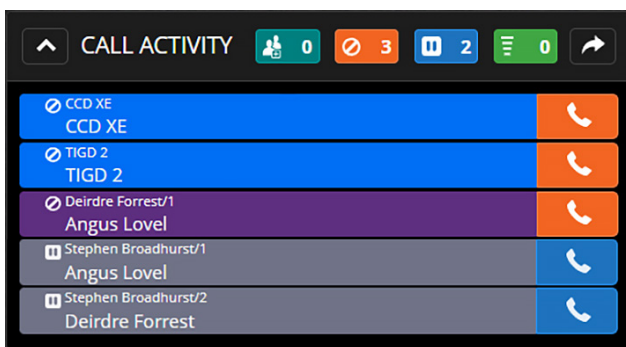 CALL ACTIVITY 0 3 2 0
CCD XE
CCD XE
TIGD 2
TIGD 2
Deirdre Forrest/1
Angus Lovel
Stephen Broadhurst/1
Angus Lovel
Stephen Broadhurst/2
Deirdre Forrest